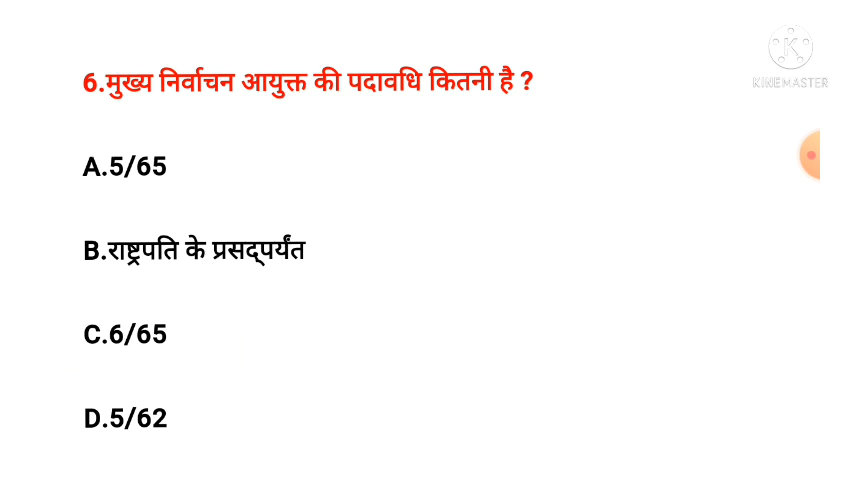 6.मुख्य निर्वाचन आयुक्त की पदावधि कितनी है ?
KINEMASTER
A.5/65
B.राष्ट्रपति के प्रसद्पर्यंत
C.6/65
D.5/62